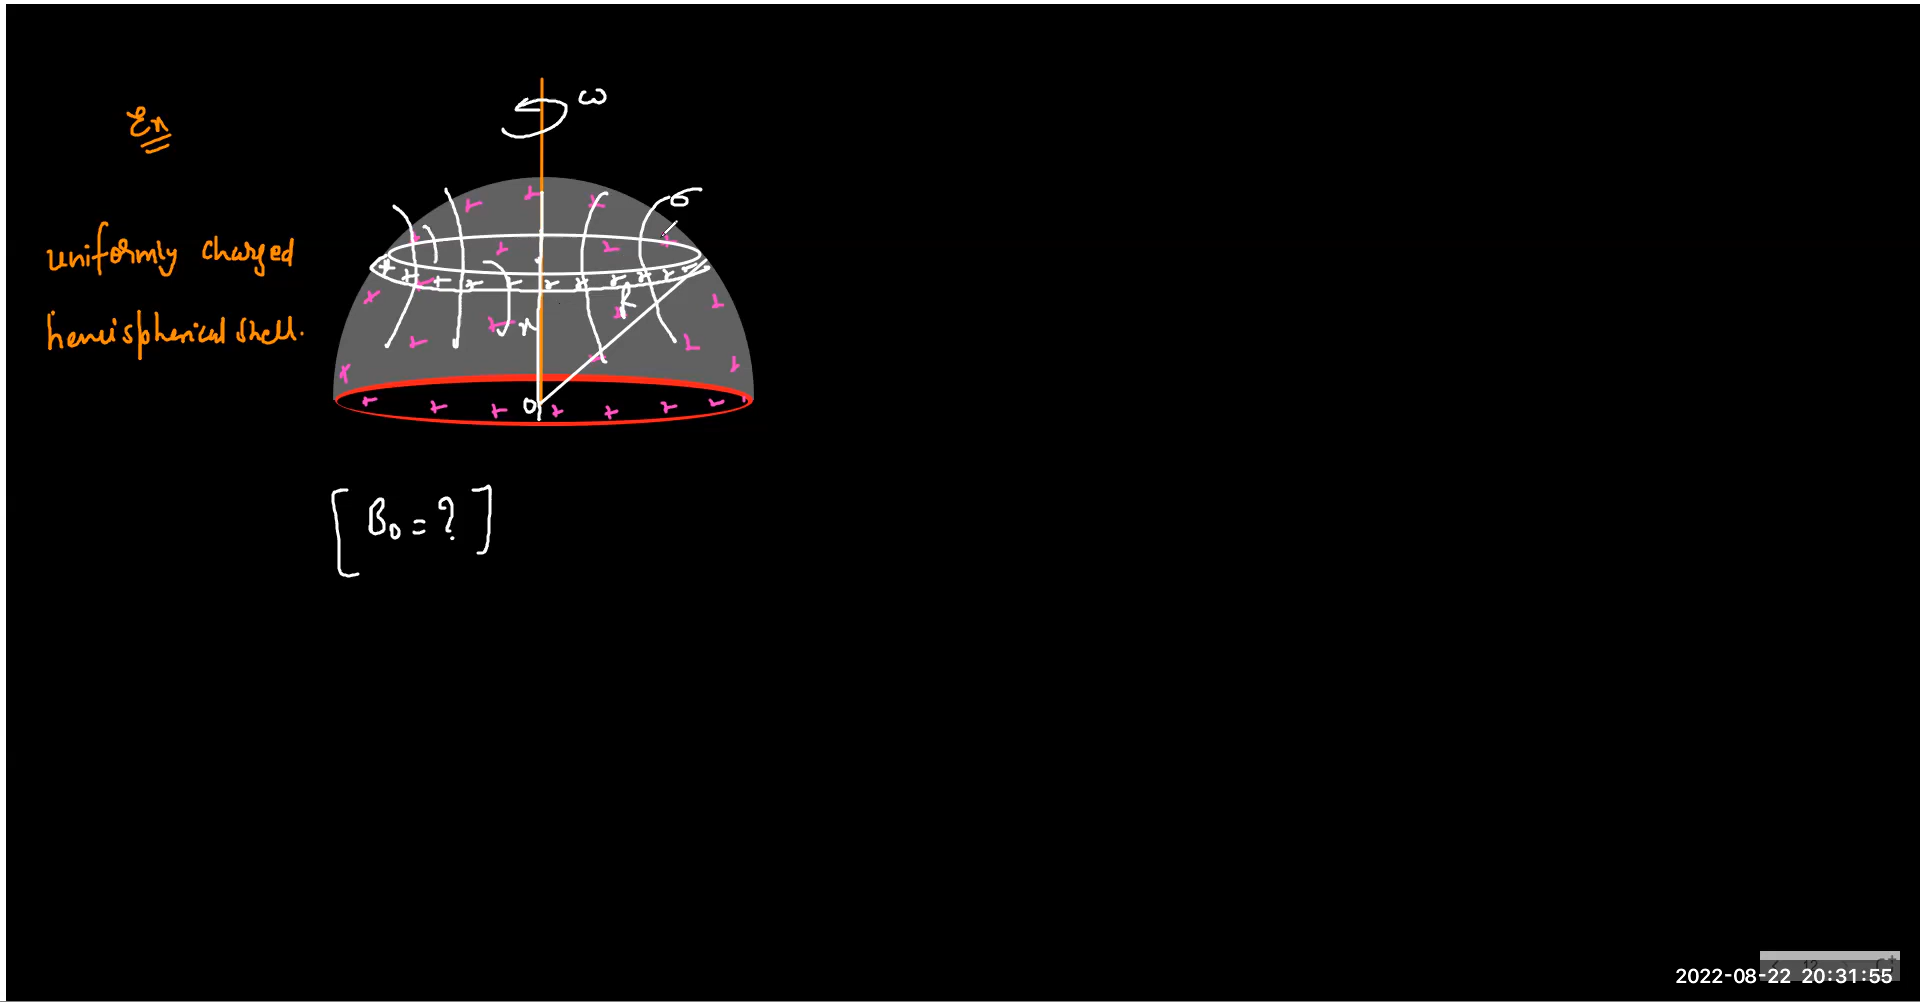 Ex
ω
σ
uniformly charged
hemispherical shell.
R
x
O
[B₀ = ?]
2022-08-22 20:31:55